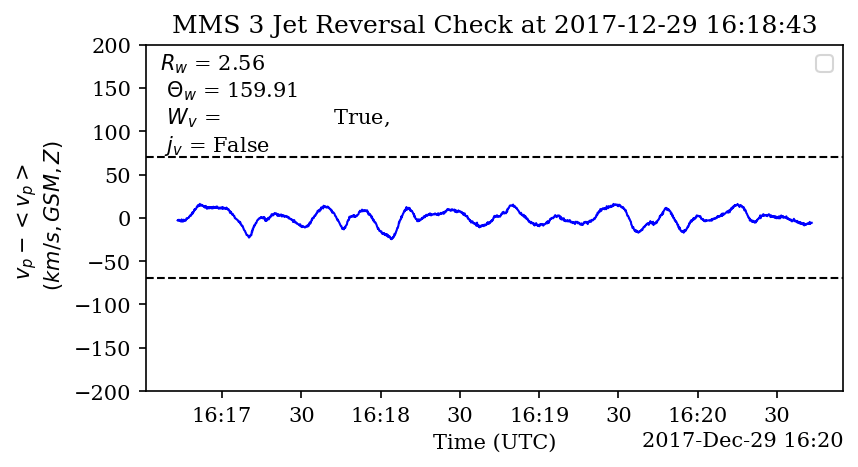 MMS 3 Jet Reversal Check at 2017-12-29 16:18:43
R_w = 2.56
Θ_w = 159.91
W_v = True,
j_v = False
200
150
100
50
0
−50
−100
−150
−200
v_p − < v_p >
(km/s, GSM, Z)
16:17 30 16:18 30 16:19 30 16:20 30
Time (UTC) 2017-Dec-29 16:20